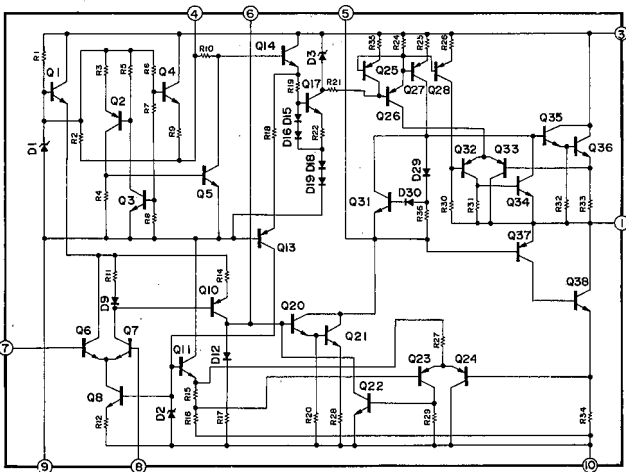 4 6 5
3
R1 Q1 R3 R5 R6 Q4 R10 Q14 D3 R35 R24 R25 R26
Q2 R7 R19 Q17 R21 Q25 Q27 Q28 Q35
R2 R9 D15 Q26 Q36
D1 R18 D16 R22 Q32 Q33
R4 Q3 R8 Q5 D19 D18 Q31 D29 D30 R36 R30 R31 Q34 R32 R33
1
Q13 Q37
R11 R14 Q38
D9 Q10 Q20
7 Q6 Q7 Q11 D12 Q21 R27
Q8 R15 Q22 Q23 Q24
R12 D2 R16 R17 R20 R28 R29 R34
9 8 10